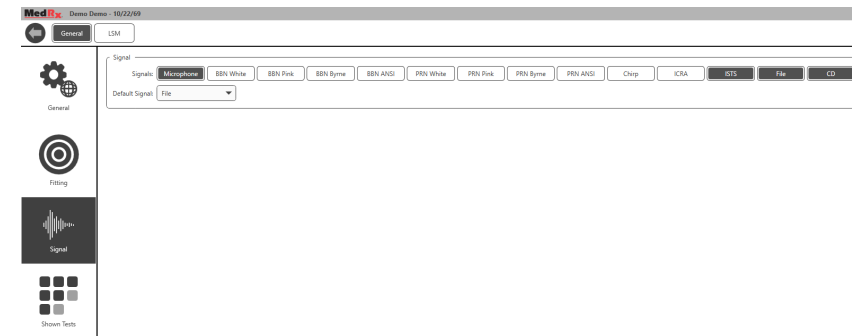 MedRx Demo Demo - 10/22/69
General LSM
Signal
Signals: Microphone BBN White BBN Pink BBN Byrne BBN ANSI PRN White PRN Pink PRN Byrne PRN ANSI Chirp ICRA ISTS File CD
Default Signal: File
General
Fitting
Signal
Shown Tests